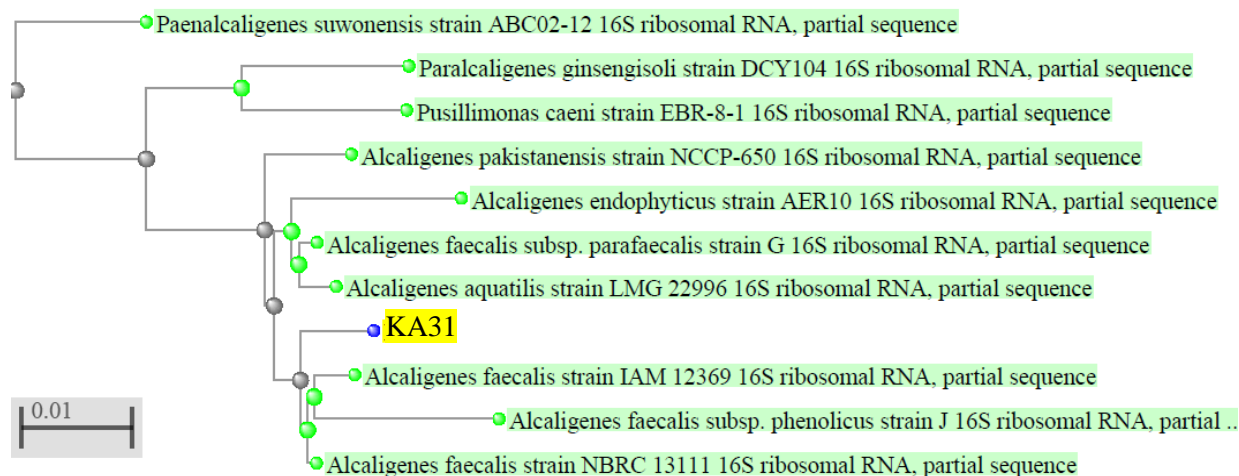 Paenalcaligenes suwonensis strain ABC02-12 16S ribosomal RNA, partial sequence
Paralcaligenes ginsengisoli strain DCY104 16S ribosomal RNA, partial sequence
Pusillimonas caeni strain EBR-8-1 16S ribosomal RNA, partial sequence
Alcaligenes pakistanensis strain NCCP-650 16S ribosomal RNA, partial sequence
Alcaligenes endophyticus strain AER10 16S ribosomal RNA, partial sequence
Alcaligenes faecalis subsp. parafaecalis strain G 16S ribosomal RNA, partial sequence
Alcaligenes aquatilis strain LMG 22996 16S ribosomal RNA, partial sequence
KA31
Alcaligenes faecalis strain IAM 12369 16S ribosomal RNA, partial sequence
0.01
Alcaligenes faecalis subsp. phenolicus strain J 16S ribosomal RNA, partial ..
Alcaligenes faecalis strain NBRC 13111 16S ribosomal RNA, partial sequence